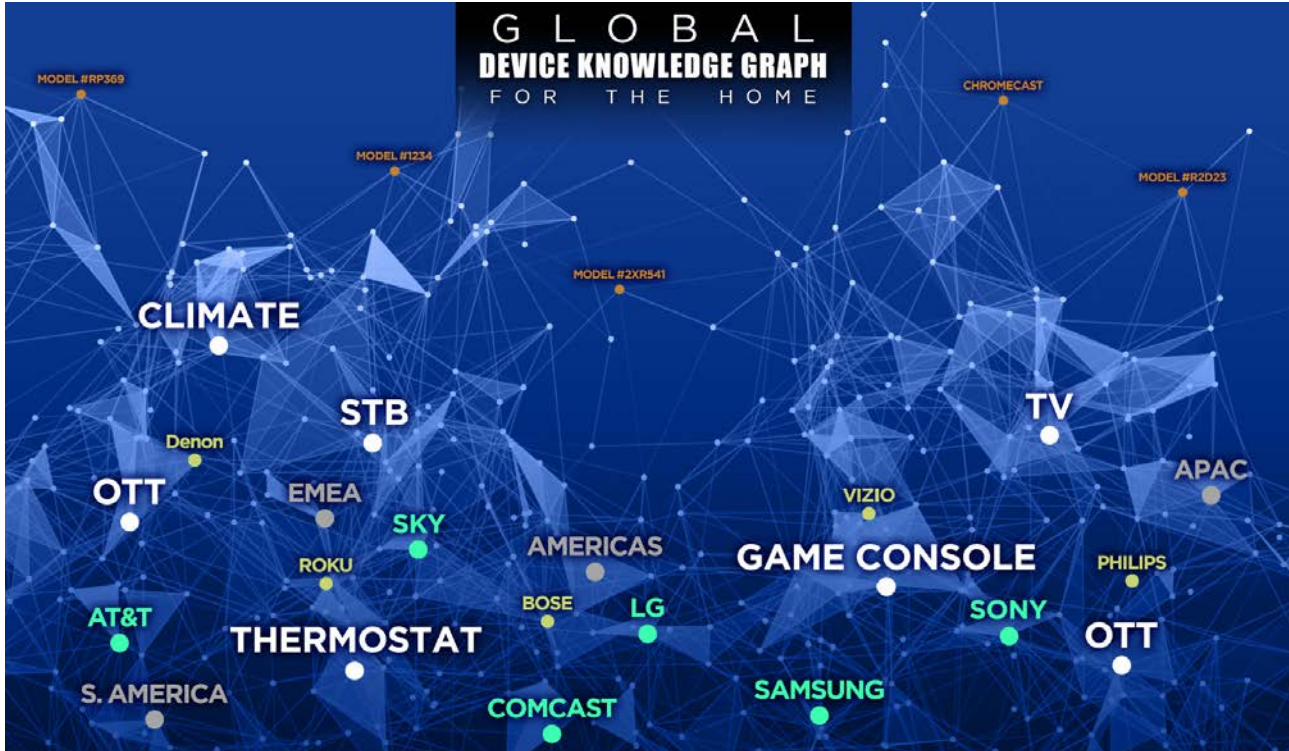 GLOBAL
DEVICE KNOWLEDGE GRAPH
FOR THE HOME
MODEL #RP369
CHROMECAST
MODEL #1234
MODEL #R2D23
MODEL #2XR541
CLIMATE
STB
TV
Denon
OTT
EMEA
APAC
VIZIO
SKY
AMERICAS
GAME CONSOLE
ROKU
PHILIPS
BOSE
LG
SONY
AT&T
THERMOSTAT
OTT
S. AMERICA
SAMSUNG
COMCAST